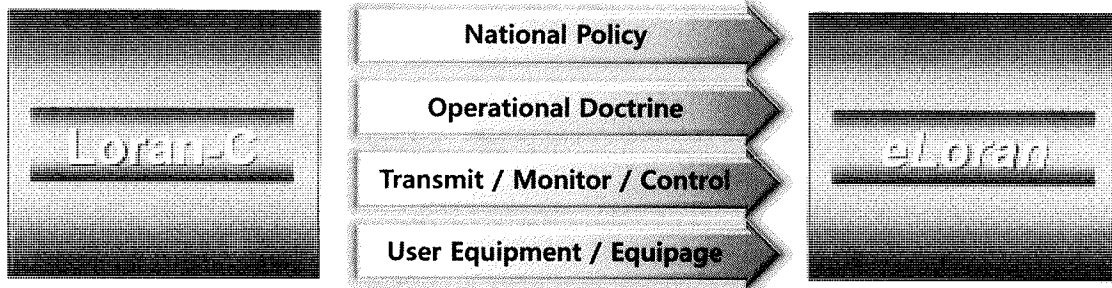 Loran-C
National Policy
Operational Doctrine
Transmit / Monitor / Control
User Equipment / Equipage
eLoran